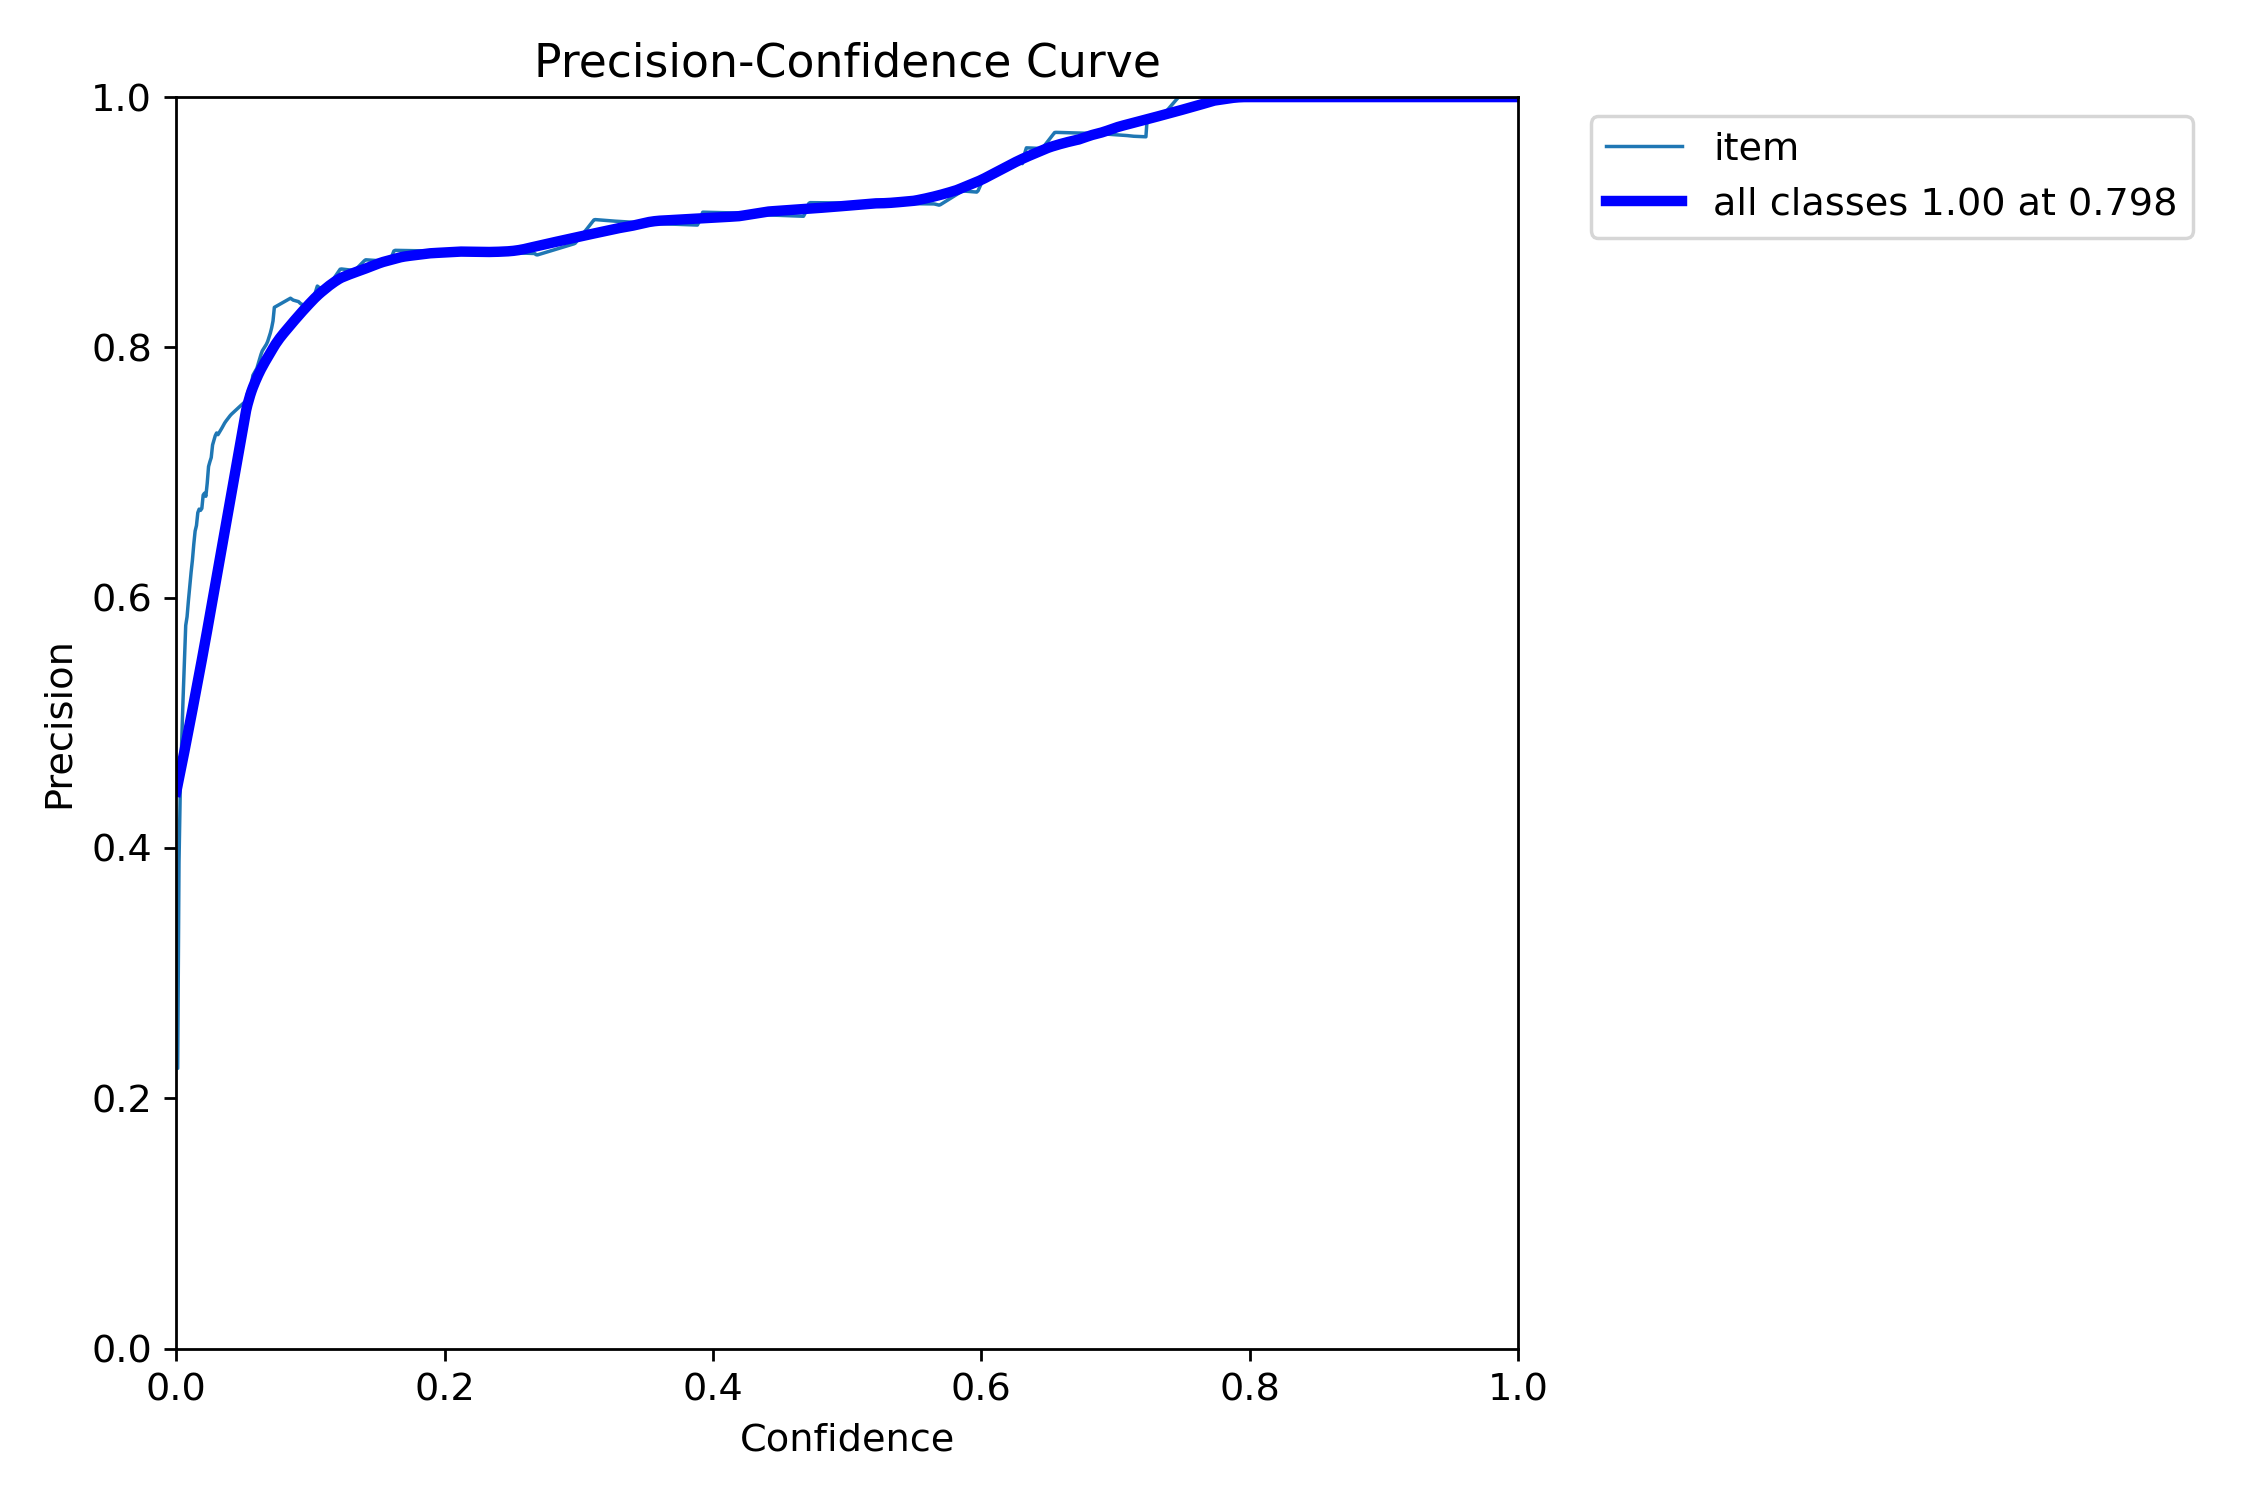 Precision-Confidence Curve
1.0
0.8
0.6
0.4
0.2
0.0
Precision
0.0 0.2 0.4 0.6 0.8 1.0
Confidence
item
all classes 1.00 at 0.798